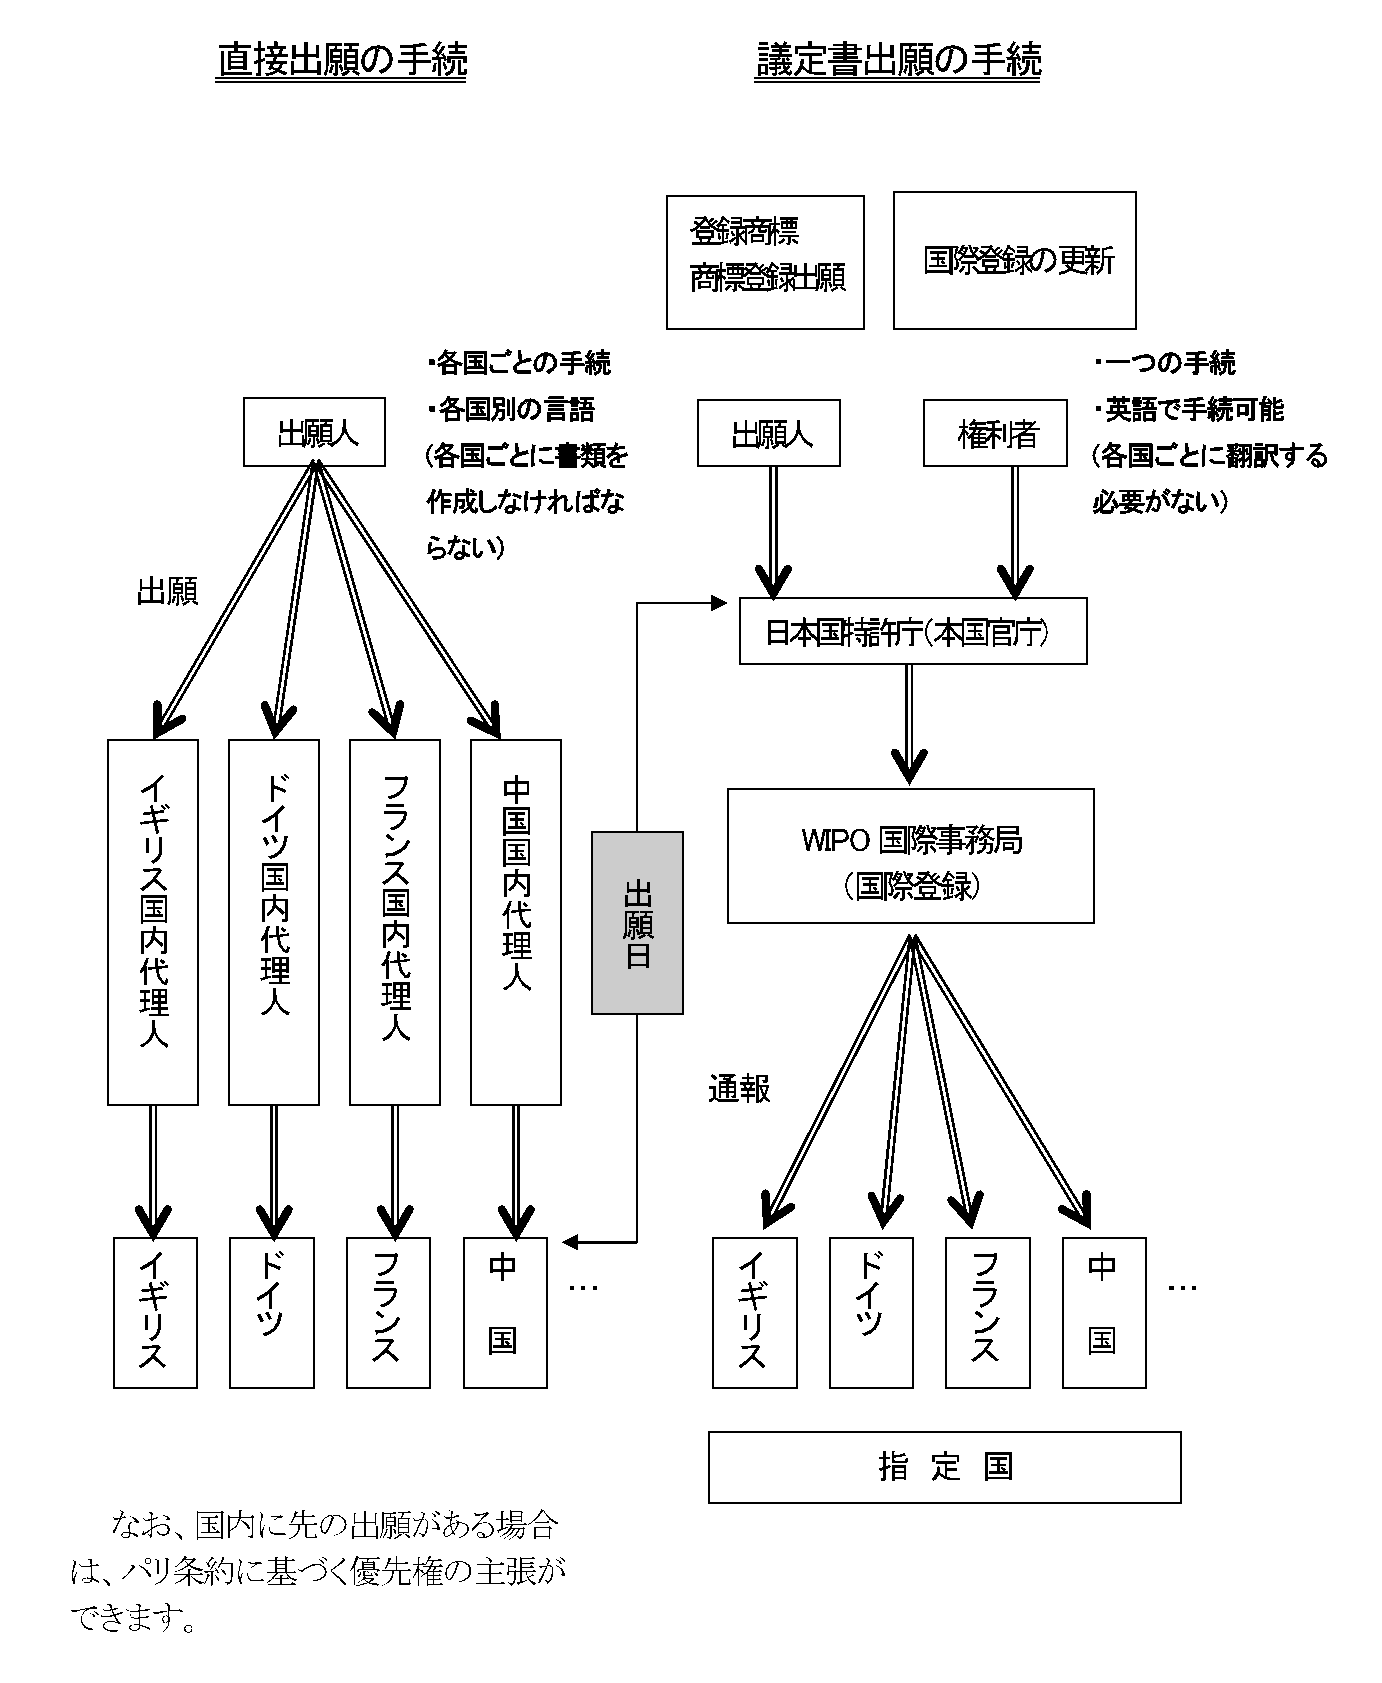 直接出願の手続
議定書出願の手続
登録商標
商標登録出願
国際登録の更新
・各国ごとの手続
・各国別の言語
(各国ごとに書類を
作成しなければな
らない)
・一つの手続
・英語で手続可能
(各国ごとに翻訳する
必要がない)
出願人
出願人
権利者
出願
日本国特許庁(本国官庁)
イギリス国内代理人
ドイツ国内代理人
フランス国内代理人
中国国内代理人
出願日
WIPO 国際事務局
(国際登録)
通報
イギリス
ドイツ
フランス
中国
…
イギリス
ドイツ
フランス
中国
…
指 定 国
なお、国内に先の出願がある場合
は、パリ条約に基づく優先権の主張が
できます。